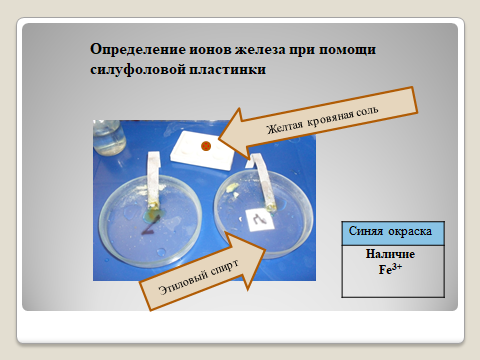 Определение ионов железа при помощи
силуфоловой пластинки
Желтая кровяная соль
Этиловый спирт
Синяя окраска
Наличие
Fe³⁺